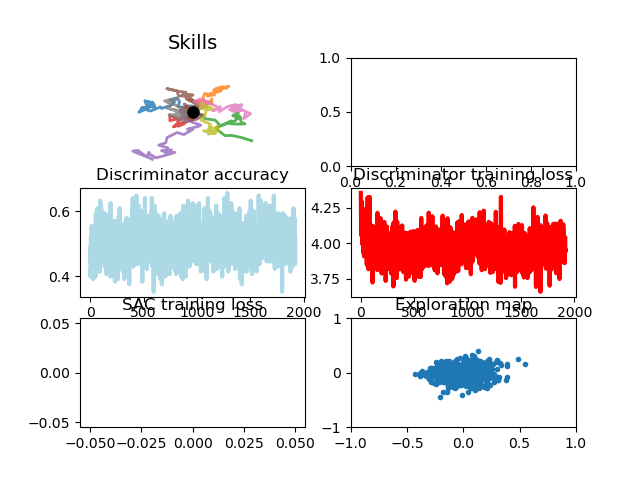 Skills
1.0
0.5
0.0
0.0 0.2 0.4 0.6 0.8 1.0
Discriminator accuracy
0.6
0.4
0 500 1000 1500 2000
Discriminator training loss
4.25
4.00
3.75
0 500 1000 1500 2000
SAC training loss
0.05
0.00
−0.05
−0.050 −0.025 0.000 0.025 0.050
Exploration map
1
0
−1
−1.0 −0.5 0.0 0.5 1.0